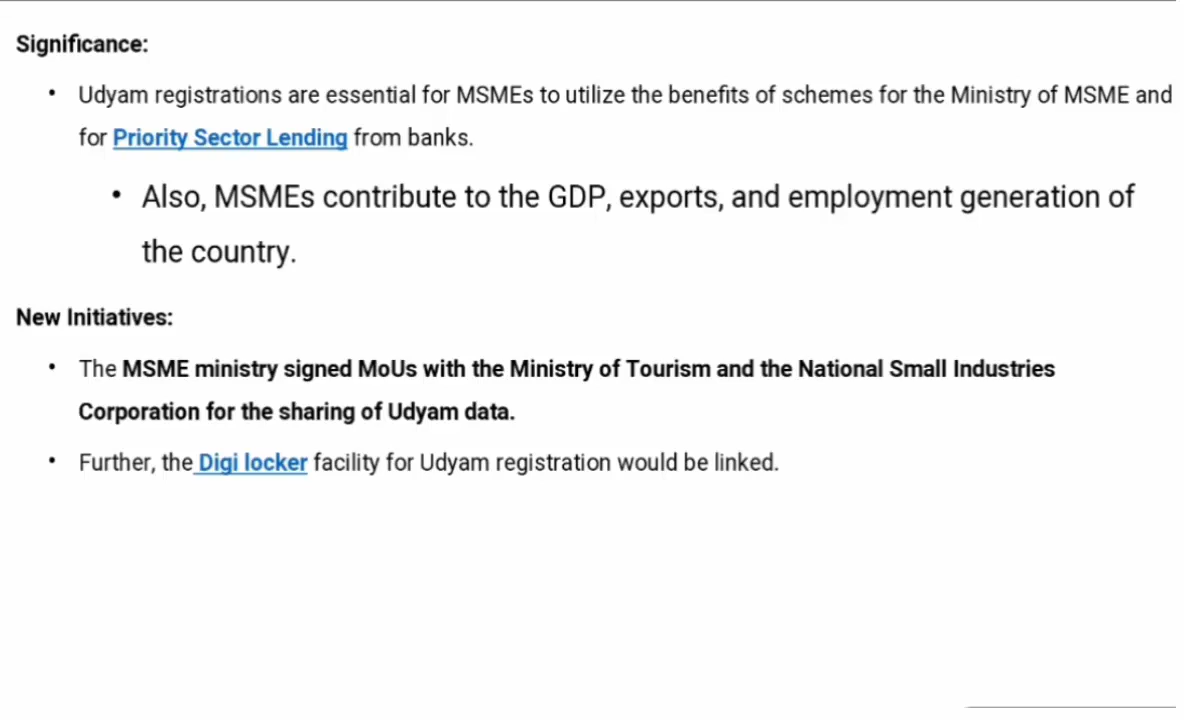 Significance:
• Udyam registrations are essential for MSMEs to utilize the benefits of schemes for the Ministry of MSME and
for Priority Sector Lending from banks.
• Also, MSMEs contribute to the GDP, exports, and employment generation of
the country.
New Initiatives:
• The MSME ministry signed MoUs with the Ministry of Tourism and the National Small Industries
Corporation for the sharing of Udyam data.
• Further, the Digi locker facility for Udyam registration would be linked.